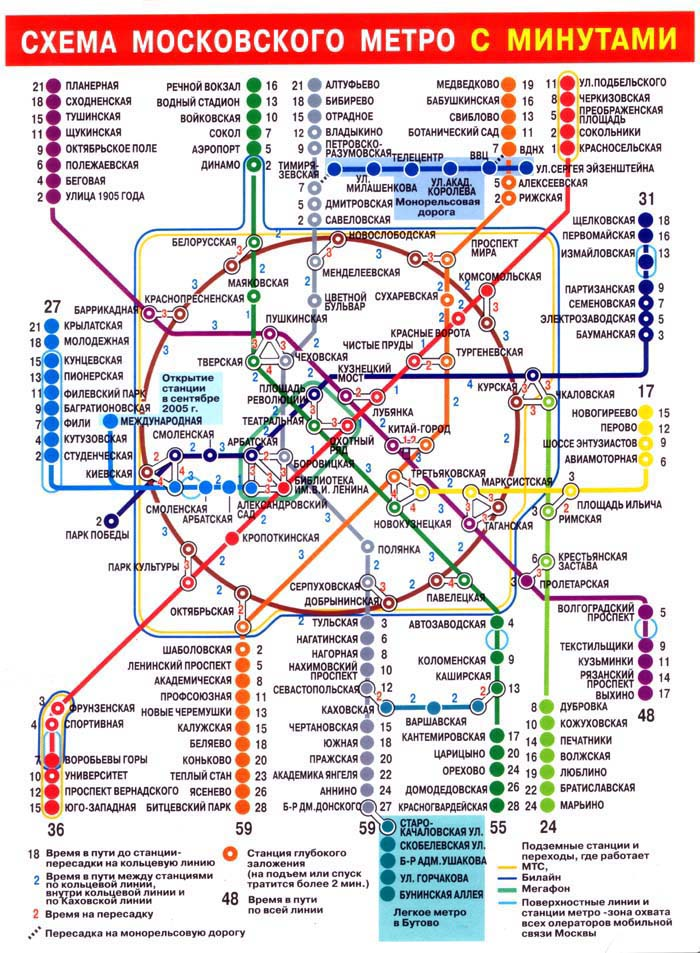 СХЕМА МОСКОВСКОГО МЕТРО С МИНУТАМИ
21 ПЛАНЕРНАЯ
18 СХОДНЕНСКАЯ
15 ТУШИНСКАЯ
11 ЩУКИНСКАЯ
9 ОКТЯБРЬСКОЕ ПОЛЕ
6 ПОЛЕЖАЕВСКАЯ
4 БЕГОВАЯ
2 УЛИЦА 1905 ГОДА
РЕЧНОЙ ВОКЗАЛ 16
ВОДНЫЙ СТАДИОН 13
ВОЙКОВСКАЯ 10
СОКОЛ 7
АЭРОПОРТ 5
ДИНАМО 2
21 АЛТУФЬЕВО
18 БИБИРЕВО
15 ОТРАДНОЕ
12 ВЛАДЫКИНО
9 ПЕТРОВСКО-
РАЗУМОВСКАЯ
ТИМИРЯ-
ЗЕВСКАЯ
7
5 ДМИТРОВСКАЯ
2 САВЕЛОВСКАЯ
МЕДВЕДКОВО 19
БАБУШКИНСКАЯ 16
СВИБЛОВО 13
БОТАНИЧЕСКИЙ САД 11
7 ВДНХ
5 АЛЕКСЕЕВСКАЯ
2 РИЖСКАЯ
11 УЛ.ПОДБЕЛЬСКОГО
8 ЧЕРКИЗОВСКАЯ
5 ПРЕОБРАЖЕНСКАЯ
ПЛОЩАДЬ
2 СОКОЛЬНИКИ
1 КРАСНОСЕЛЬСКАЯ
УЛ.
МИЛАШЕНКОВА
ТЕЛЕЦЕНТР
УЛ.АКАД.
КОРОЛЕВА
ВВЦ
УЛ.СЕРГЕЯ ЭЙЗЕНШТЕЙНА
Монорельсовая
дорога
31
ЩЕЛКОВСКАЯ 18
ПЕРВОМАЙСКАЯ 16
ИЗМАЙЛОВСКАЯ 13
ПАРТИЗАНСКАЯ 9
СЕМЕНОВСКАЯ 7
ЭЛЕКТРОЗАВОДСКАЯ 5
БАУМАНСКАЯ 3
БЕЛОРУССКАЯ
НОВОСЛОБОДСКАЯ
МЕНДЕЛЕЕВСКАЯ
ПРОСПЕКТ
МИРА
КОМСОМОЛЬСКАЯ
МАЯКОВСКАЯ
КРАСНОПРЕСНЕНСКАЯ
БАРРИКАДНАЯ
ПУШКИНСКАЯ
ЦВЕТНОЙ
БУЛЬВАР
СУХАРЕВСКАЯ
КРАСНЫЕ ВОРОТА
ЧИСТЫЕ ПРУДЫ
ТУРГЕНЕВСКАЯ
ТВЕРСКАЯ
ЧЕХОВСКАЯ
КУЗНЕЦКИЙ
МОСТ
ЛУБЯНКА
КУРСКАЯ
ЧКАЛОВСКАЯ
27
21 КРЫЛАТСКАЯ
18 МОЛОДЕЖНАЯ
15 КУНЦЕВСКАЯ
13 ПИОНЕРСКАЯ
11 ФИЛЕВСКИЙ ПАРК
9 БАГРАТИОНОВСКАЯ
7 ФИЛИ
4 КУТУЗОВСКАЯ
2 СТУДЕНЧЕСКАЯ
Открытие
станции
в сентябре
2005 г.
МЕЖДУНАРОДНАЯ
ПЛОЩАДЬ
РЕВОЛЮЦИИ
ТЕАТРАЛЬНАЯ
ОХОТНЫЙ
РЯД
КИТАЙ-ГОРОД
17
НОВОГИРЕЕВО 15
ПЕРОВО 12
ШОССЕ ЭНТУЗИАСТОВ 9
АВИАМОТОРНАЯ 6
СМОЛЕНСКАЯ
АРБАТСКАЯ
БОРОВИЦКАЯ
БИБЛИОТЕКА
ИМ.В.И. ЛЕНИНА
КИЕВСКАЯ
СМОЛЕНСКАЯ
АРБАТСКАЯ
АЛЕКСАНДРОВСКИЙ
САД
2
ПАРК ПОБЕДЫ
ТРЕТЬЯКОВСКАЯ
НОВОКУЗНЕЦКАЯ
МАРКСИСТСКАЯ
ТАГАНСКАЯ
3
ПЛОЩАДЬ ИЛЬИЧА
3
РИМСКАЯ
6
КРЕСТЬЯНСКАЯ
ЗАСТАВА
3
ПРОЛЕТАРСКАЯ
КРОПОТКИНСКАЯ
ПАРК КУЛЬТУРЫ
ПОЛЯНКА
ОКТЯБРЬСКАЯ
СЕРПУХОВСКАЯ
ДОБРЫНИНСКАЯ
ПАВЕЛЕЦКАЯ
ВОЛГОГРАДСКИЙ
ПРОСПЕКТ 5
ТЕКСТИЛЬЩИКИ 9
КУЗЬМИНКИ 11
РЯЗАНСКИЙ
ПРОСПЕКТ 14
ВЫХИНО 17
48
ШАБОЛОВСКАЯ 2
ЛЕНИНСКИЙ ПРОСПЕКТ 5
АКАДЕМИЧЕСКАЯ 8
ПРОФСОЮЗНАЯ 11
НОВЫЕ ЧЕРЕМУШКИ 13
КАЛУЖСКАЯ 15
БЕЛЯЕВО 18
КОНЬКОВО 20
ТЕПЛЫЙ СТАН 23
ЯСЕНЕВО 26
БИТЦЕВСКИЙ ПАРК 28
59
ТУЛЬСКАЯ 3
НАГАТИНСКАЯ 6
НАГОРНАЯ 8
НАХИМОВСКИЙ
ПРОСПЕКТ 10
СЕВАСТОПОЛЬСКАЯ 12
КАХОВСКАЯ
ВАРШАВСКАЯ
ЧЕРТАНОВСКАЯ 15
ЮЖНАЯ 18
ПРАЖСКАЯ 20
АКАДЕМИКА ЯНГЕЛЯ 22
АННИНО 24
Б-Р ДМ.ДОНСКОГО 27
59
АВТОЗАВОДСКАЯ 4
КОЛОМЕНСКАЯ 9
КАШИРСКАЯ 13
КАНТЕМИРОВСКАЯ 17
ЦАРИЦЫНО 20
ОРЕХОВО 24
ДОМОДЕДОВСКАЯ 26
КРАСНОГВАРДЕЙСКАЯ 28
55
8 ДУБРОВКА
10 КОЖУХОВСКАЯ
14 ПЕЧАТНИКИ
16 ВОЛЖСКАЯ
19 ЛЮБЛИНО
22 БРАТИСЛАВСКАЯ
24 МАРЬИНО
24
3 ФРУНЗЕНСКАЯ
4 СПОРТИВНАЯ
7 ВОРОБЬЕВЫ ГОРЫ
10 УНИВЕРСИТЕТ
12 ПРОСПЕКТ ВЕРНАДСКОГО
15 ЮГО-ЗАПАДНАЯ
36
СТАРО-
КАЧАЛОВСКАЯ УЛ.
СКОБЕЛЕВСКАЯ УЛ.
Б-Р АДМ.УШАКОВА
УЛ. ГОРЧАКОВА
БУНИНСКАЯ АЛЛЕЯ
Легкое метро
в Бутово
18 Время в пути до станции-
пересадки на кольцевую линию
2 Время в пути между станциями
по кольцевой линии,
внутри кольцевой линии и
по Каховской линии
2 Время на пересадку
Пересадка на монорельсовую дорогу
Станция глубокого
заложения
(на подъем или спуск
тратится более 2 мин.)
48 Время в пути
по всей линии
Подземные станции и
переходы, где работает
МТС,
Билайн
Мегафон
Поверхностные линии и
станции метро -зона охвата
всех операторов мобильной
связи Москвы